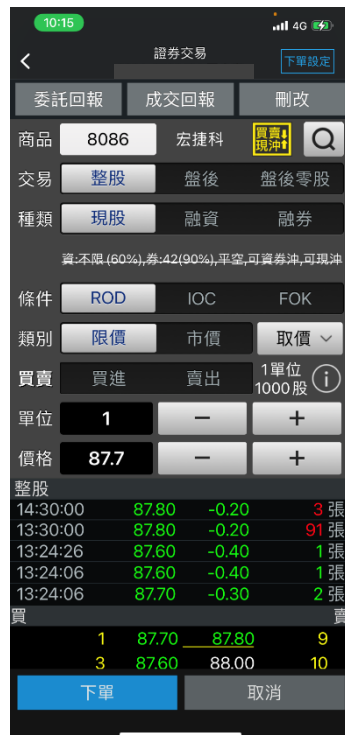 10:15 4G
證券交易 下單設定
委託回報 成交回報 刪改
商品 8086 宏捷科 買賣現沖
交易 整股 盤後 盤後零股
種類 現股 融資 融券
資:不限(60%),券:42(90%),平空,可資券沖,可現沖
條件 ROD IOC FOK
類別 限價 市價 取價
買賣 買進 賣出 1單位 1000股
單位 1 − +
價格 87.7 − +
整股
14:30:00 87.80 -0.20 3 張
13:30:00 87.80 -0.20 91 張
13:24:26 87.60 -0.40 1 張
13:24:06 87.60 -0.40 1 張
13:24:06 87.70 -0.30 2 張
買 賣
1 87.70 87.80 9
3 87.60 88.00 10
下單 取消